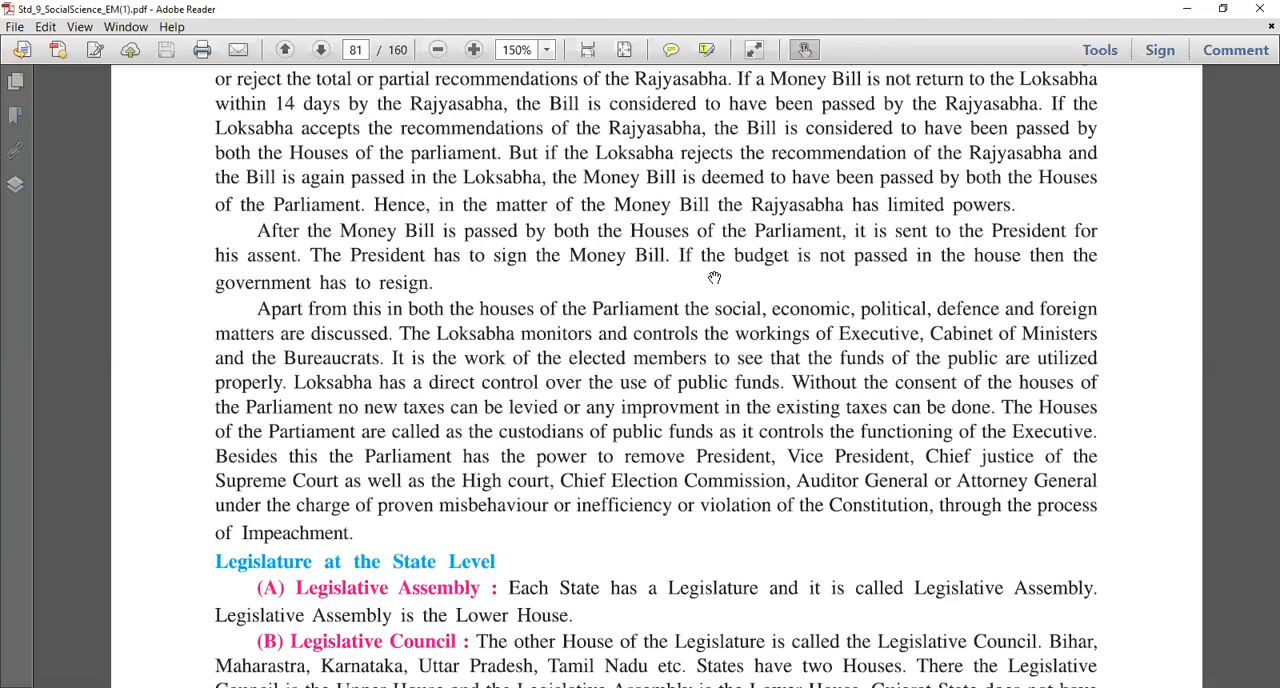 Std_9_SocialScience_EM(1).pdf - Adobe Reader
File Edit View Window Help
81 / 160 150% Tools Sign Comment
or reject the total or partial recommendations of the Rajyasabha. If a Money Bill is not return to the Loksabha
within 14 days by the Rajyasabha, the Bill is considered to have been passed by the Rajyasabha. If the
Loksabha accepts the recommendations of the Rajyasabha, the Bill is considered to have been passed by
both the Houses of the parliament. But if the Loksabha rejects the recommendation of the Rajyasabha and
the Bill is again passed in the Loksabha, the Money Bill is deemed to have been passed by both the Houses
of the Parliament. Hence, in the matter of the Money Bill the Rajyasabha has limited powers.
After the Money Bill is passed by both the Houses of the Parliament, it is sent to the President for
his assent. The President has to sign the Money Bill. If the budget is not passed in the house then the
government has to resign.
Apart from this in both the houses of the Parliament the social, economic, political, defence and foreign
matters are discussed. The Loksabha monitors and controls the workings of Executive, Cabinet of Ministers
and the Bureaucrats. It is the work of the elected members to see that the funds of the public are utilized
properly. Loksabha has a direct control over the use of public funds. Without the consent of the houses of
the Parliament no new taxes can be levied or any improvment in the existing taxes can be done. The Houses
of the Partiament are called as the custodians of public funds as it controls the functioning of the Executive.
Besides this the Parliament has the power to remove President, Vice President, Chief justice of the
Supreme Court as well as the High court, Chief Election Commission, Auditor General or Attorney General
under the charge of proven misbehaviour or inefficiency or violation of the Constitution, through the process
of Impeachment.
Legislature at the State Level
(A) Legislative Assembly : Each State has a Legislature and it is called Legislative Assembly.
Legislative Assembly is the Lower House.
(B) Legislative Council : The other House of the Legislature is called the Legislative Council. Bihar,
Maharastra, Karnataka, Uttar Pradesh, Tamil Nadu etc. States have two Houses. There the Legislative
Council is the Upper House and the Legislative Assembly is the Lower House. Gujarat State does not have